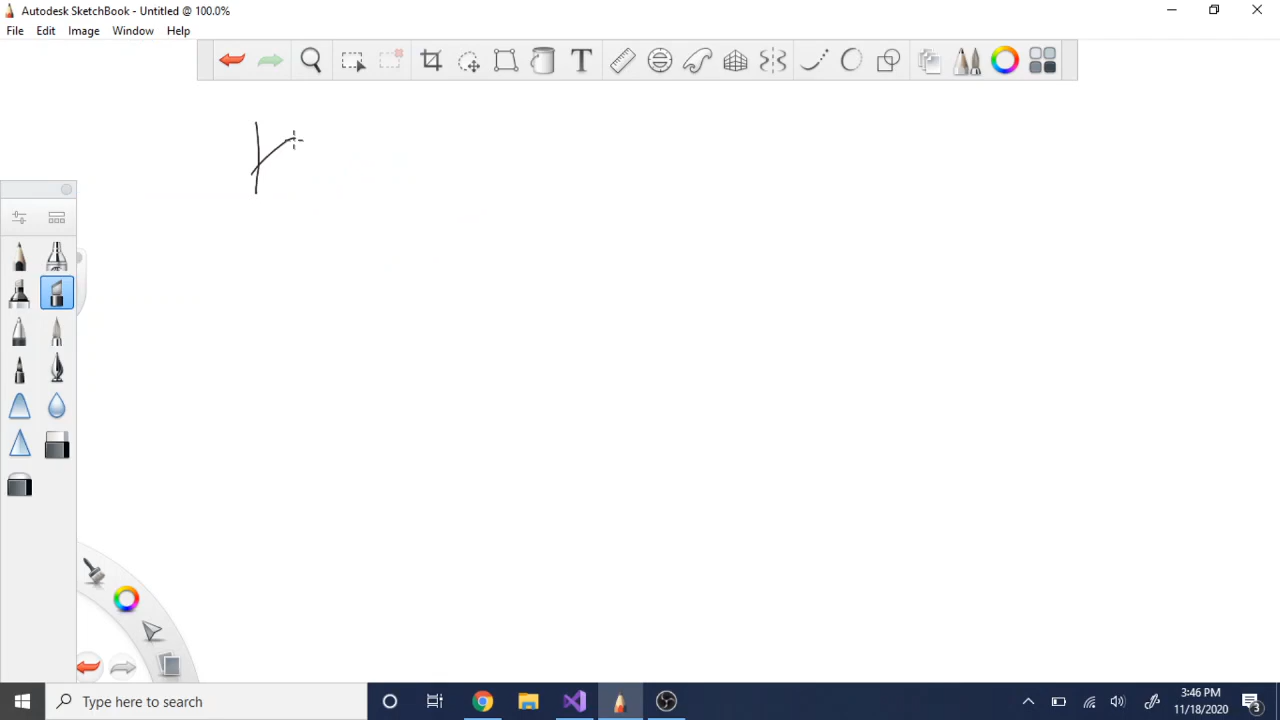 Autodesk SketchBook - Untitled @ 100.0%
File Edit Image Window Help
T
Type here to search
3:46 PM
11/18/2020
3